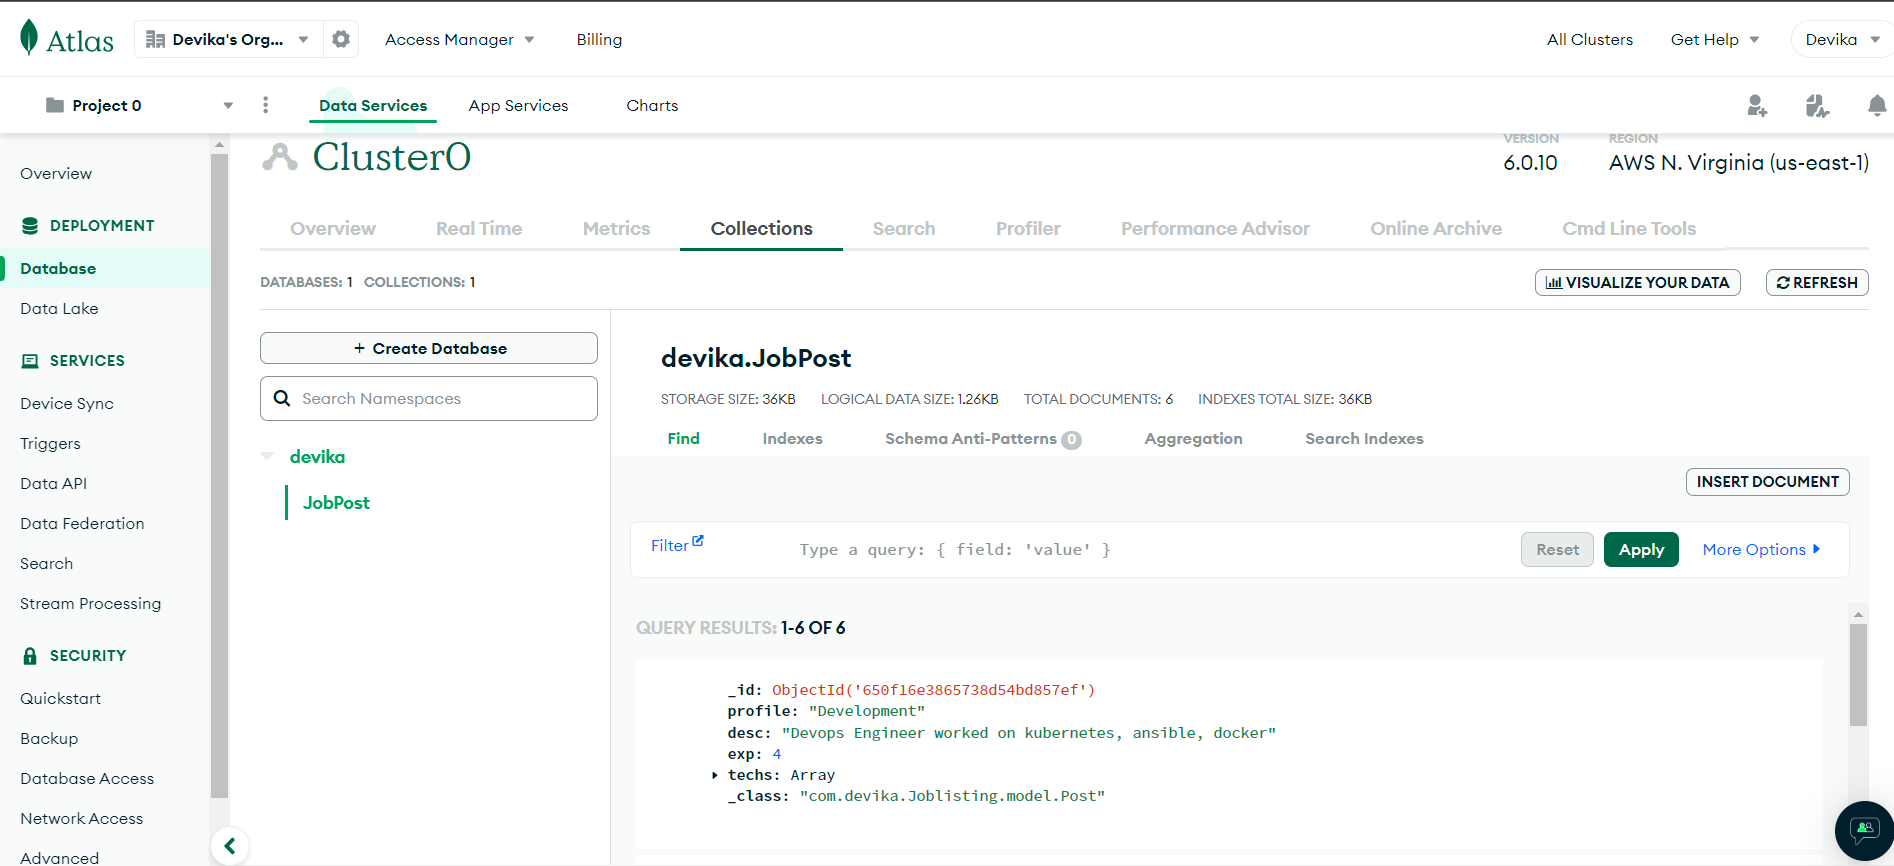 Atlas
Devika's Org...
Access Manager
Billing
All Clusters
Get Help
Devika
Project 0
Data Services
App Services
Charts
Overview
DEPLOYMENT
Database
Data Lake
SERVICES
Device Sync
Triggers
Data API
Data Federation
Search
Stream Processing
SECURITY
Quickstart
Backup
Database Access
Network Access
Advanced
Cluster0
VERSION
6.0.10
REGION
AWS N. Virginia (us-east-1)
Overview
Real Time
Metrics
Collections
Search
Profiler
Performance Advisor
Online Archive
Cmd Line Tools
DATABASES: 1 COLLECTIONS: 1
VISUALIZE YOUR DATA
REFRESH
+ Create Database
Search Namespaces
devika
JobPost
devika.JobPost
STORAGE SIZE: 36KB LOGICAL DATA SIZE: 1.26KB TOTAL DOCUMENTS: 6 INDEXES TOTAL SIZE: 36KB
Find
Indexes
Schema Anti-Patterns 0
Aggregation
Search Indexes
INSERT DOCUMENT
Filter
Type a query: { field: 'value' }
Reset
Apply
More Options
QUERY RESULTS: 1-6 OF 6
_id: ObjectId('650f16e3865738d54bd857ef')
profile: "Development"
desc: "Devops Engineer worked on kubernetes, ansible, docker"
exp: 4
techs: Array
_class: "com.devika.Joblisting.model.Post"